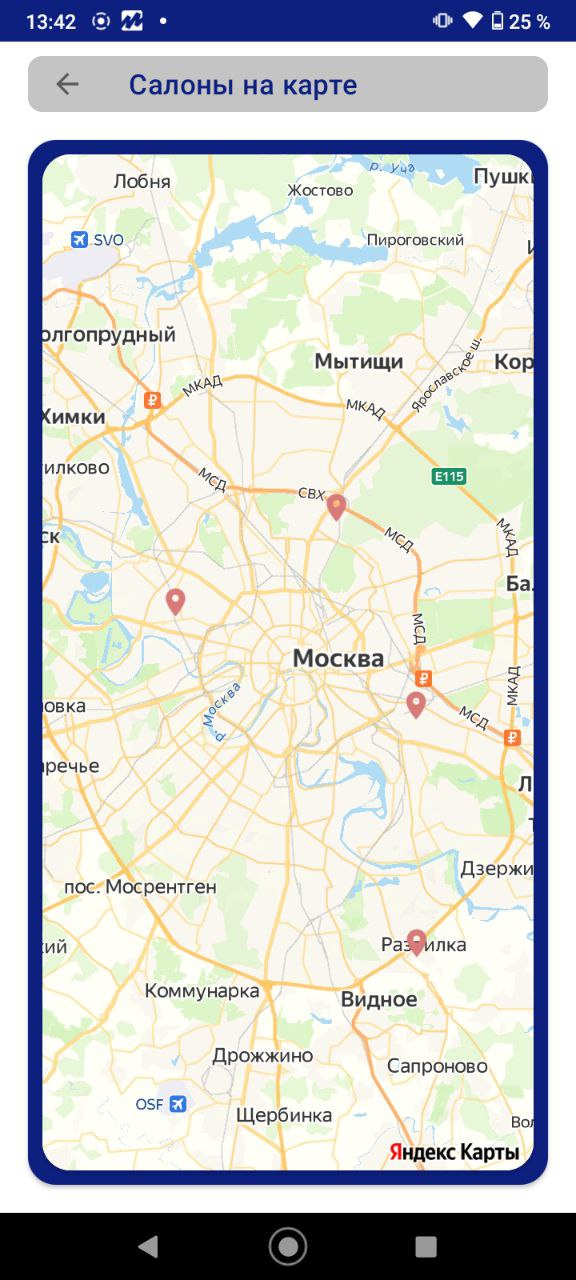 13:42
25 %
Салоны на карте
р. Уча
Пушк
Лобня
Жостово
SVO
Пироговский
олгопрудный
Мытищи
Кор
Ярославское ш.
МКАД
МКАД
Химки
илково
МСД
СВХ
E115
МСД
МКАД
ск
Ба.
МСД
Москва
МКАД
р. Москва
овка
МСД
аречье
Л
Дзержи
пос. Мосрентген
Развилка
кий
Коммунарка
Видное
Дрожжино
Сапроново
OSF
Щербинка
Вол
Яндекс Карты